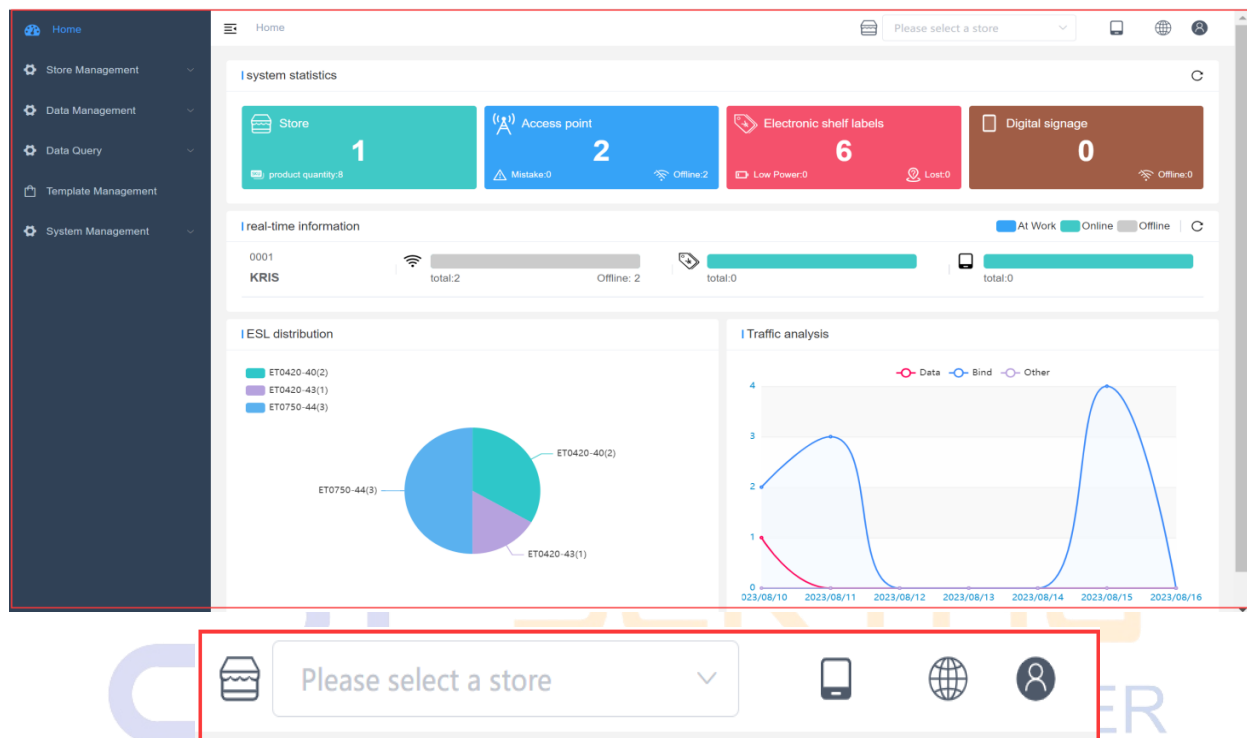 Home
Store Management
Data Management
Data Query
Template Management
System Management
Home
Please select a store
system statistics
Store
1
product quantity:8
Access point
2
Mistake:0
Offline:2
Electronic shelf labels
6
Low Power:0
Lost:0
Digital signage
0
Offline:0
real-time information
At Work
Online
Offline
0001
KRIS
total:2
Offline: 2
total:0
total:0
ESL distribution
ET0420-40(2)
ET0420-43(1)
ET0750-44(3)
ET0420-40(2)
ET0750-44(3)
ET0420-43(1)
Traffic analysis
Data
Bind
Other
4
3
2
1
0
023/08/10
2023/08/11
2023/08/12
2023/08/13
2023/08/14
2023/08/15
2023/08/16
Please select a store
ER